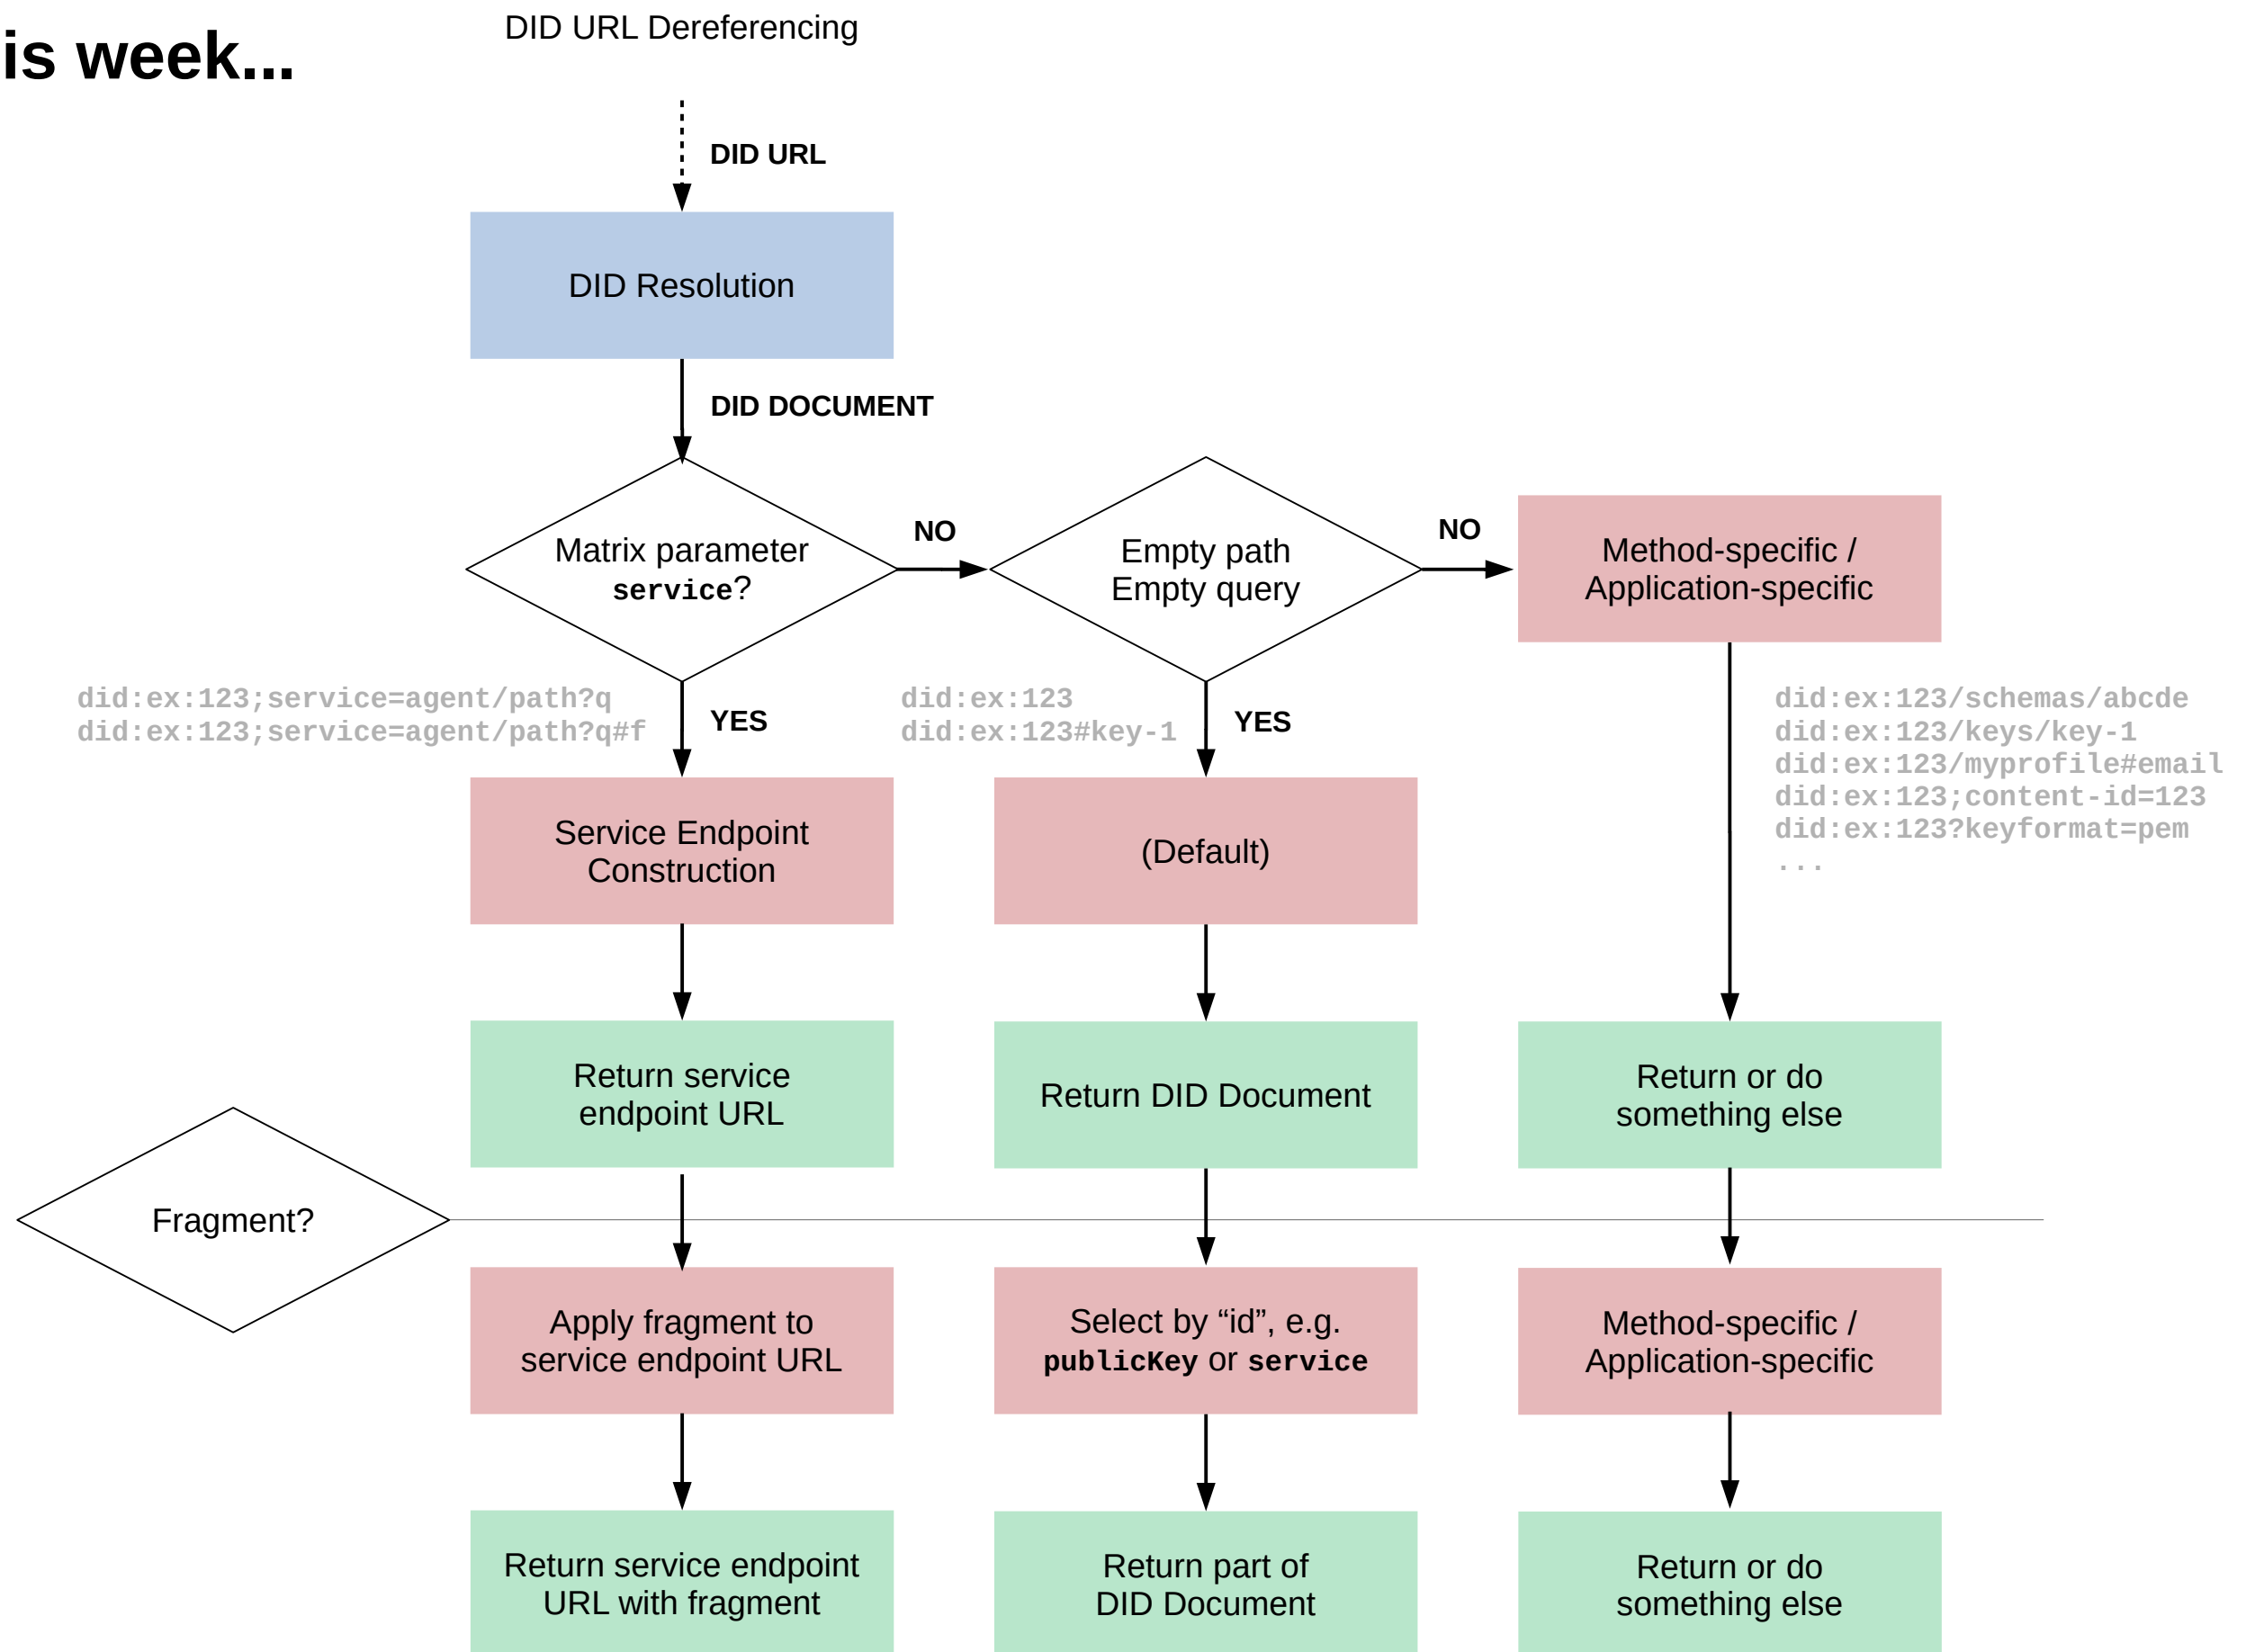 is week...
DID URL Dereferencing
DID URL
DID Resolution
DID DOCUMENT
Matrix parameter
service?
NO
Empty path
Empty query
NO
Method-specific /
Application-specific
did:ex:123;service=agent/path?q
did:ex:123;service=agent/path?q#f
YES
did:ex:123
did:ex:123#key-1
YES
did:ex:123/schemas/abcde
did:ex:123/keys/key-1
did:ex:123/myprofile#email
did:ex:123;content-id=123
did:ex:123?keyformat=pem
...
Service Endpoint
Construction
(Default)
Return service
endpoint URL
Return DID Document
Return or do
something else
Fragment?
Apply fragment to
service endpoint URL
Select by “id”, e.g.
publicKey or service
Method-specific /
Application-specific
Return service endpoint
URL with fragment
Return part of
DID Document
Return or do
something else